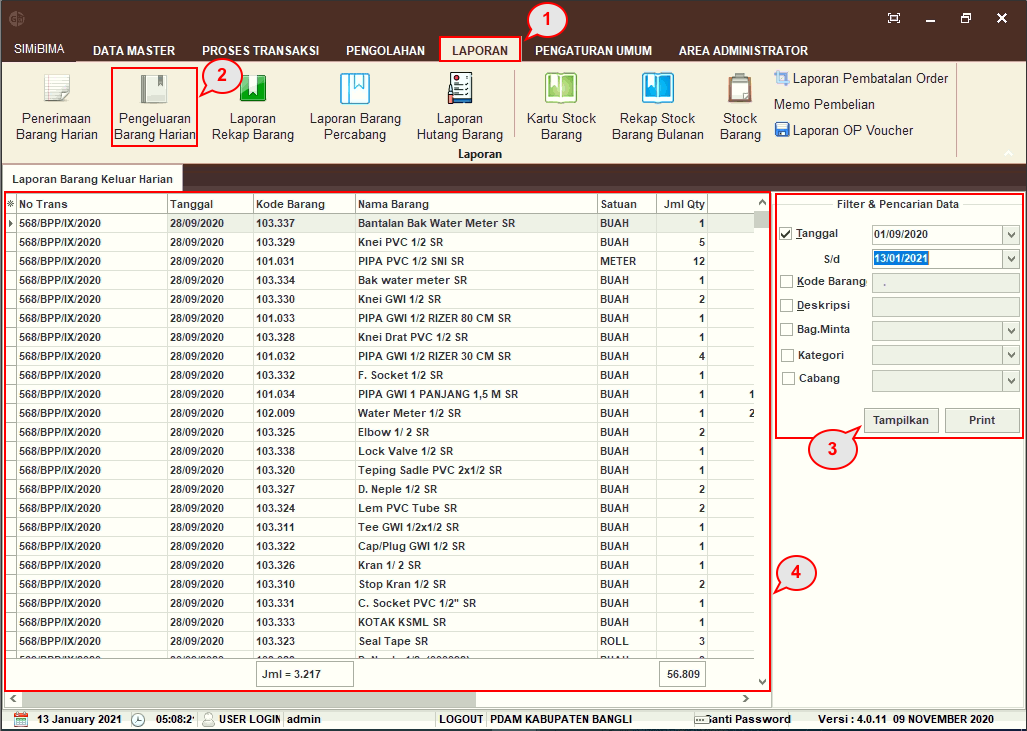 1
SIMiBIMA DATA MASTER PROSES TRANSAKSI PENGOLAHAN LAPORAN PENGATURAN UMUM AREA ADMINISTRATOR
2
Penerimaan Barang Harian
Pengeluaran Barang Harian
Laporan Rekap Barang
Laporan Barang Percabang
Laporan Hutang Barang
Kartu Stock Barang
Rekap Stock Barang Bulanan
Stock Barang
Laporan Pembatalan Order
Memo Pembelian
Laporan OP Voucher
Laporan
Laporan Barang Keluar Harian
No Trans Tanggal Kode Barang Nama Barang Satuan Jml Qty
568/BPP/IX/2020 28/09/2020 103.337 Bantalan Bak Water Meter SR BUAH 1
568/BPP/IX/2020 28/09/2020 103.329 Knei PVC 1/2 SR BUAH 5
568/BPP/IX/2020 28/09/2020 101.031 PIPA PVC 1/2 SNI SR METER 12
568/BPP/IX/2020 28/09/2020 103.334 Bak water meter SR BUAH 1
568/BPP/IX/2020 28/09/2020 103.330 Knei GWI 1/2 SR BUAH 2
568/BPP/IX/2020 28/09/2020 101.033 PIPA GWI 1/2 RIZER 80 CM SR BUAH 1
568/BPP/IX/2020 28/09/2020 103.328 Knei Drat PVC 1/2 SR BUAH 1
568/BPP/IX/2020 28/09/2020 101.032 PIPA GWI 1/2 RIZER 30 CM SR BUAH 4
568/BPP/IX/2020 28/09/2020 103.332 F. Socket 1/2 SR BUAH 1
568/BPP/IX/2020 28/09/2020 101.034 PIPA GWI 1 PANJANG 1,5 M SR BUAH 1 1
568/BPP/IX/2020 28/09/2020 102.009 Water Meter 1/2 SR BUAH 1 2
568/BPP/IX/2020 28/09/2020 103.325 Elbow 1/ 2 SR BUAH 2
568/BPP/IX/2020 28/09/2020 103.338 Lock Valve 1/2 SR BUAH 1
568/BPP/IX/2020 28/09/2020 103.320 Teping Sadle PVC 2x1/2 SR BUAH 1
568/BPP/IX/2020 28/09/2020 103.327 D. Neple 1/2 SR BUAH 2
568/BPP/IX/2020 28/09/2020 103.324 Lem PVC Tube SR BUAH 2
568/BPP/IX/2020 28/09/2020 103.311 Tee GWI 1/2x1/2 SR BUAH 1
568/BPP/IX/2020 28/09/2020 103.322 Cap/Plug GWI 1/2 SR BUAH 1
568/BPP/IX/2020 28/09/2020 103.326 Kran 1/ 2 SR BUAH 1
568/BPP/IX/2020 28/09/2020 103.310 Stop Kran 1/2 SR BUAH 2
568/BPP/IX/2020 28/09/2020 103.331 C. Socket PVC 1/2" SR BUAH 1
568/BPP/IX/2020 28/09/2020 103.333 KOTAK KSML SR BUAH 1
568/BPP/IX/2020 28/09/2020 103.323 Seal Tape SR ROLL 3
Jml = 3.217 56.809
Filter & Pencarian Data
Tanggal 01/09/2020
S/d 13/01/2021
Kode Barang .
Deskripsi
Bag.Minta
Kategori
Cabang
Tampilkan Print
3
4
13 January 2021 05:08:2 USER LOGIN admin LOGOUT PDAM KABUPATEN BANGLI Ganti Password Versi : 4.0.11 09 NOVEMBER 2020